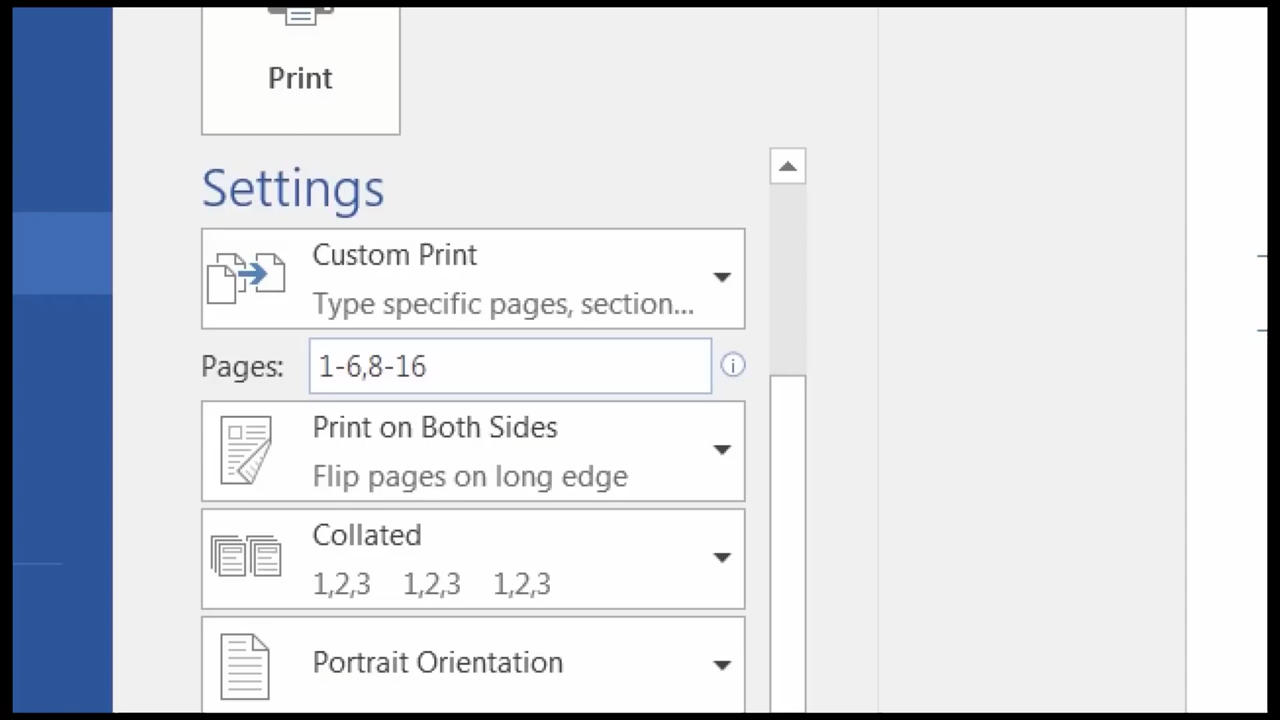 Print
Settings
Custom Print
Type specific pages, section...
Pages: 1-6,8-16
Print on Both Sides
Flip pages on long edge
Collated
1,2,3 1,2,3 1,2,3
Portrait Orientation